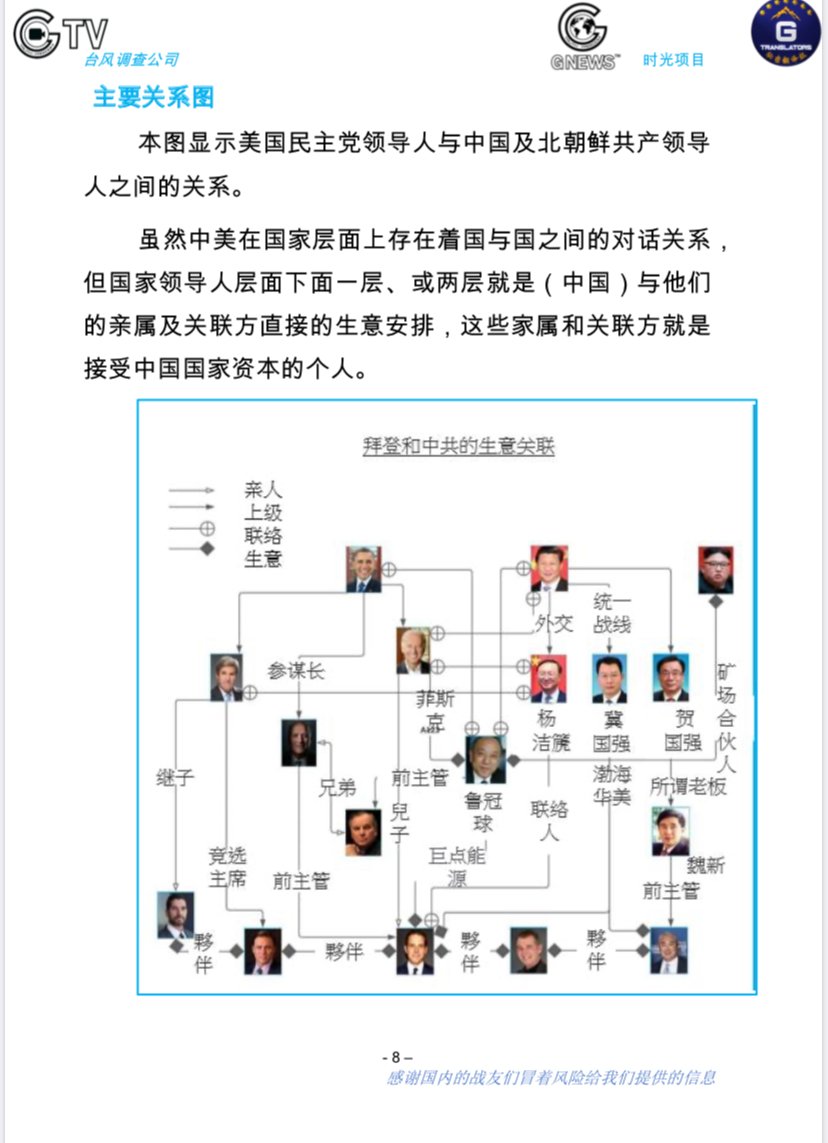 GTV
台风调查公司
GNEWS
时光项目
G
TRANSLATORS
主要关系图
本图显示美国民主党领导人与中国及北朝鲜共产领导
人之间的关系。
虽然中美在国家层面上存在着国与国之间的对话关系，
但国家领导人层面下面一层、或两层就是（中国）与他们
的亲属及关联方直接的生意安排，这些家属和关联方就是
接受中国国家资本的个人。
拜登和中共的生意关联
亲人
上级
联络
生意
外交
统一
战线
参谋长
菲斯
克
杨
洁篪
冀
国强
贺
国强
矿
场
合
伙
人
继子
兄弟
前主管
兒
子
鲁冠
球
联络
人
渤海
华美
所谓老板
魏新
竞选
主席
前主管
巨点能
源
前主管
夥
伴
夥伴
夥
伴
夥
伴
- 8 –
感谢国内的战友们冒着风险给我们提供的信息